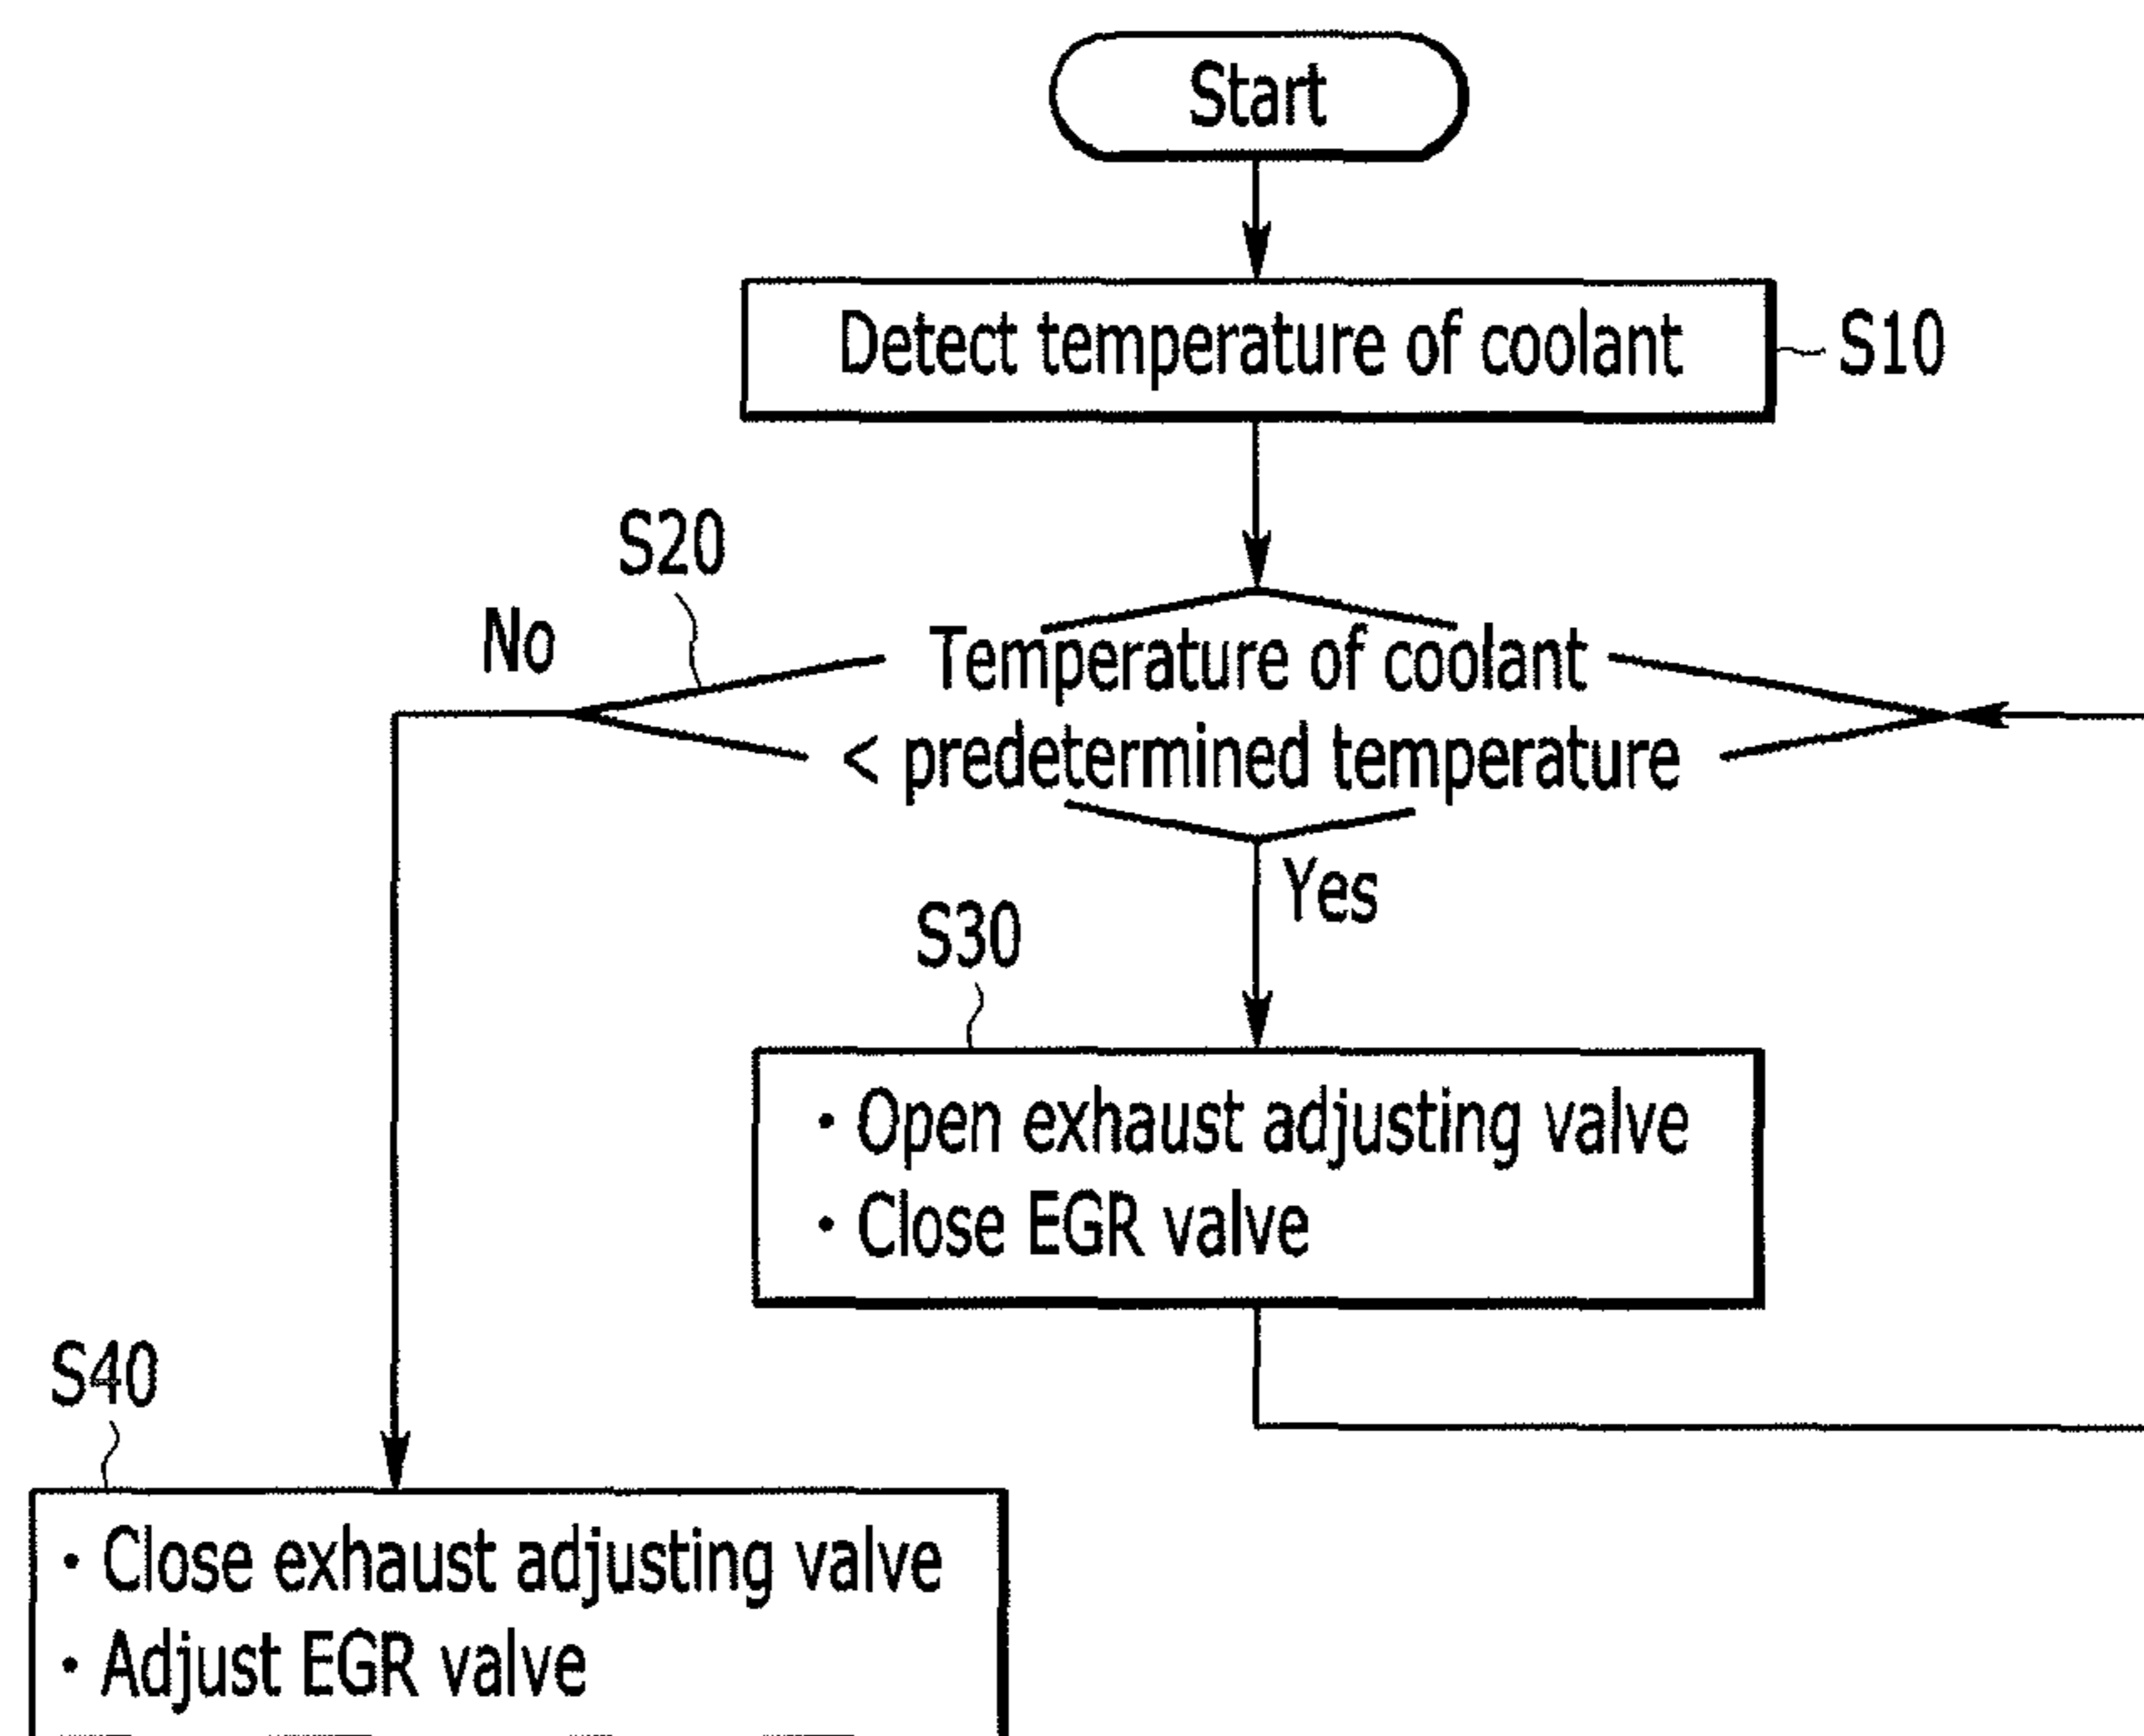 Start
Detect temperature of coolant
S10
S20
No
Temperature of coolant
< predetermined temperature
Yes
S30
• Open exhaust adjusting valve
• Close EGR valve
S40
• Close exhaust adjusting valve
• Adjust EGR valve